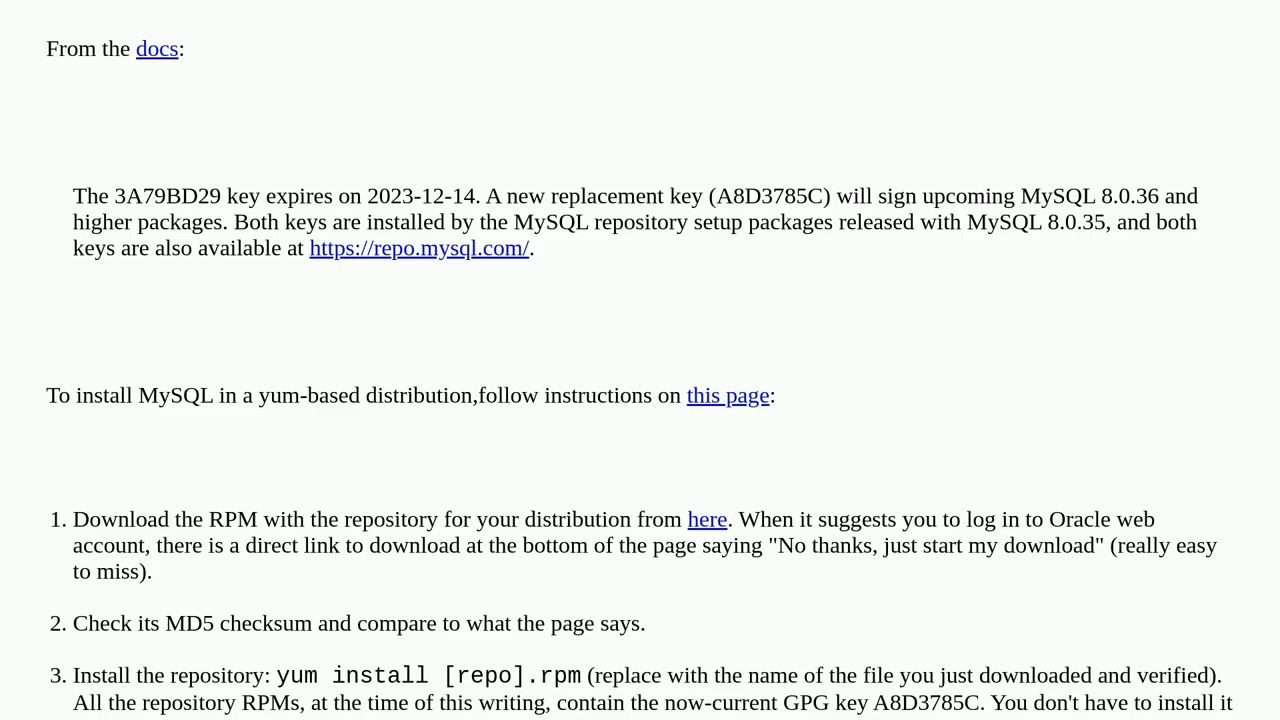 From the docs:
The 3A79BD29 key expires on 2023-12-14. A new replacement key (A8D3785C) will sign upcoming MySQL 8.0.36 and
higher packages. Both keys are installed by the MySQL repository setup packages released with MySQL 8.0.35, and both
keys are also available at https://repo.mysql.com/.
To install MySQL in a yum-based distribution,follow instructions on this page:
1. Download the RPM with the repository for your distribution from here. When it suggests you to log in to Oracle web
account, there is a direct link to download at the bottom of the page saying "No thanks, just start my download" (really easy
to miss).
2. Check its MD5 checksum and compare to what the page says.
3. Install the repository: yum install [repo].rpm (replace with the name of the file you just downloaded and verified).
All the repository RPMs, at the time of this writing, contain the now-current GPG key A8D3785C. You don't have to install it